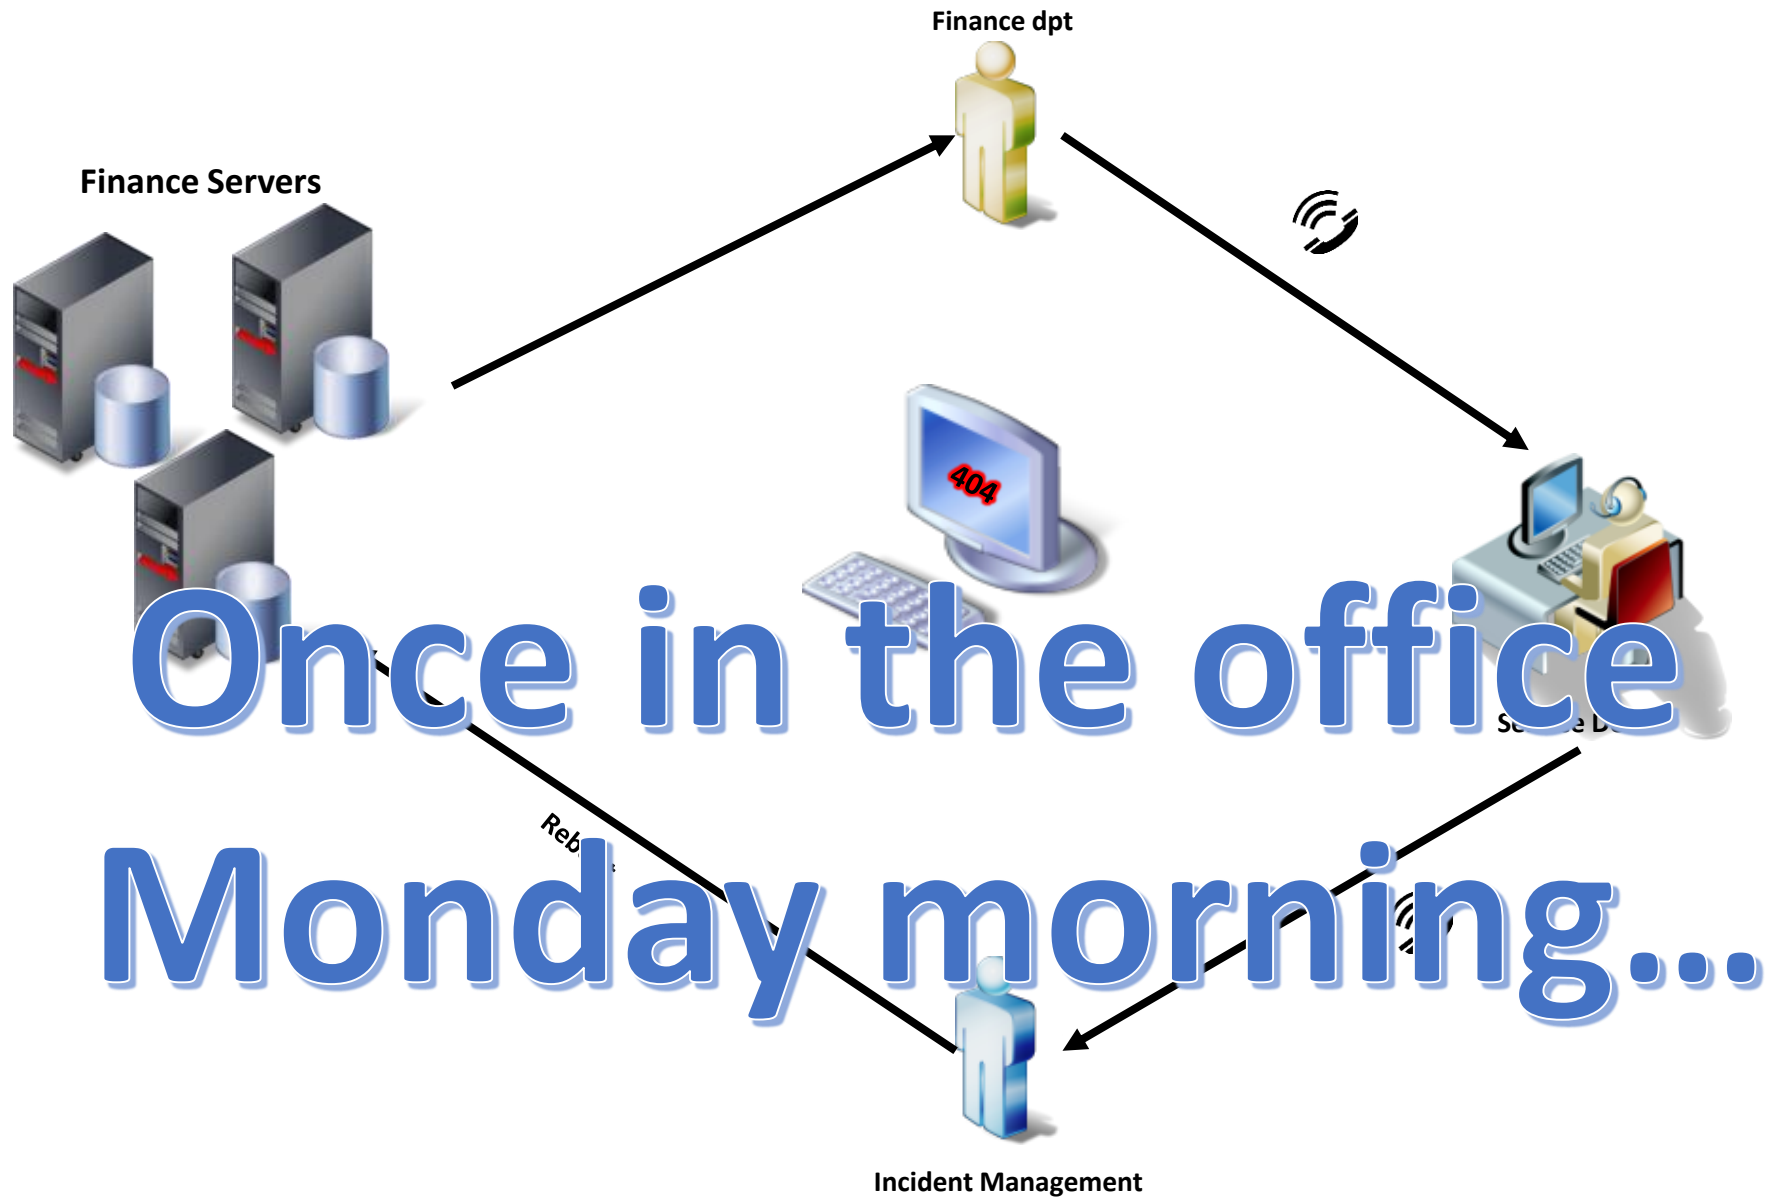 Finance dpt
Finance Servers
404
Once in the office
Monday morning...
Incident Management